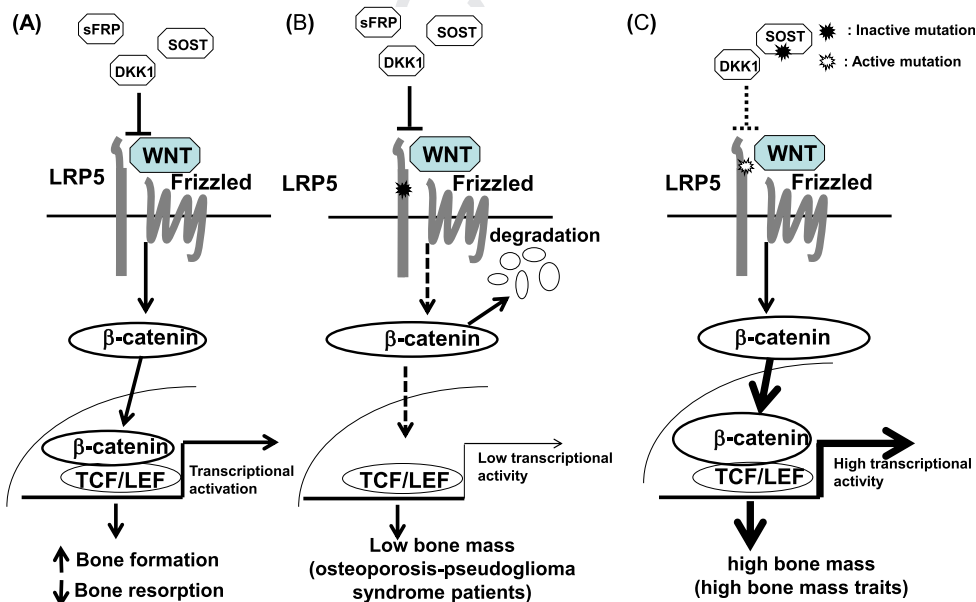 (A)
sFRP
SOST
DKK1
WNT
LRP5
Frizzled
β-catenin
β-catenin
TCF/LEF
Transcriptional
activation
Bone formation
Bone resorption
(B)
sFRP
SOST
DKK1
WNT
LRP5
Frizzled
degradation
β-catenin
Low transcriptional
activity
TCF/LEF
Low bone mass
(osteoporosis-pseudoglioma
syndrome patients)
(C)
SOST
: Inactive mutation
DKK1
: Active mutation
WNT
LRP5
Frizzled
β-catenin
β-catenin
TCF/LEF
High transcriptional
activity
high bone mass
(high bone mass traits)